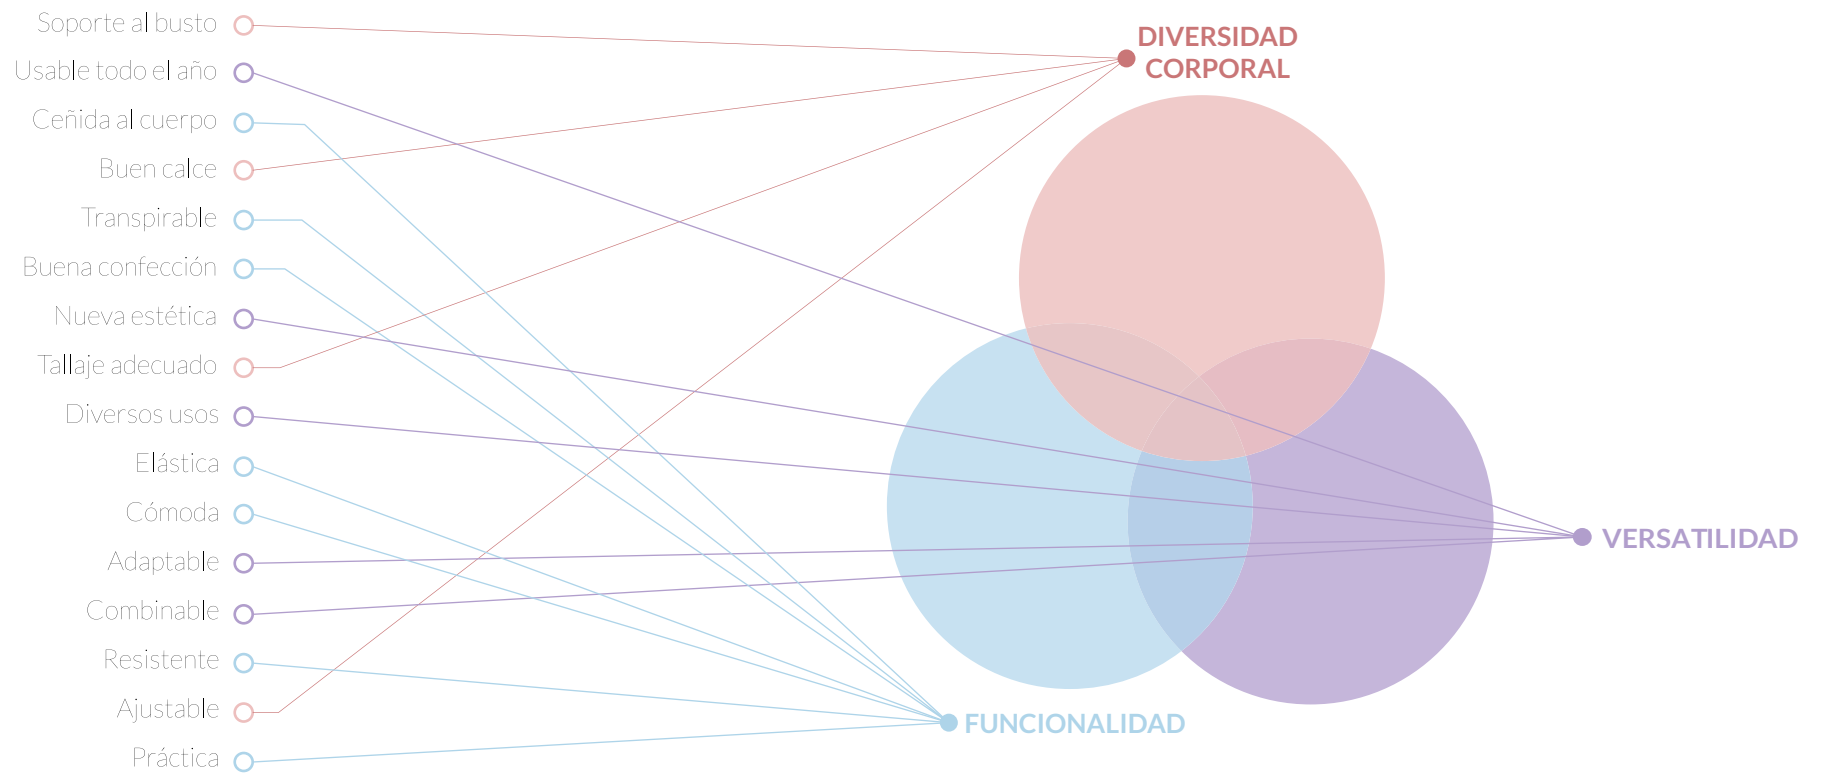 Soporte al busto
Usable todo el año
Ceñida al cuerpo
Buen calce
Transpirable
Buena confección
Nueva estética
Tallaje adecuado
Diversos usos
Elástica
Cómoda
Adaptable
Combinable
Resistente
Ajustable
Práctica
DIVERSIDAD
CORPORAL
VERSATILIDAD
FUNCIONALIDAD